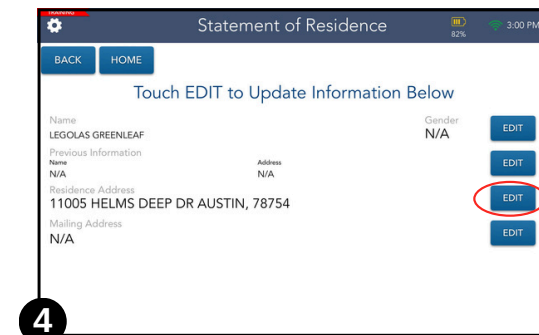 TRAINING
Statement of Residence
82%
3:00 PM
BACK HOME
Touch EDIT to Update Information Below
Name Gender
LEGOLAS GREENLEAF N/A EDIT
Previous Information
Name Address EDIT
N/A N/A
Residence Address
11005 HELMS DEEP DR AUSTIN, 78754 EDIT
Mailing Address
N/A EDIT
4